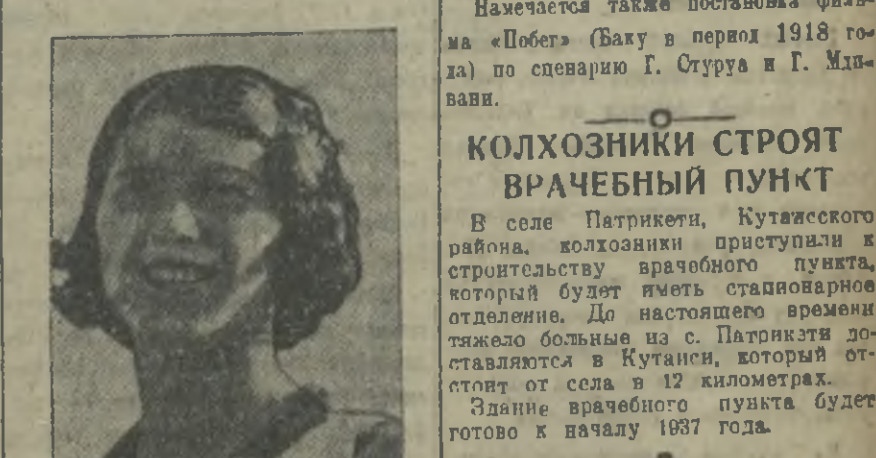 Намечается также постановка филь-
ма «Побег» (Баку в период 1918 го-
да) по сценарию Г. Стуруа и Г. Мди-
вани.
КОЛХОЗНИКИ СТРОЯТ
ВРАЧЕБНЫЙ ПУНКТ
В селе Патрикети, Кутаисского
района, колхозники приступили к
строительству врачебного пункта,
который будет иметь стационарное
отделение. До настоящего времени
тяжело больные из с. Патрикэти до-
ставляются в Кутаиси, который от-
стоит от села в 12 километрах.
Здание врачебного пункта будет
готово к началу 1937 года.